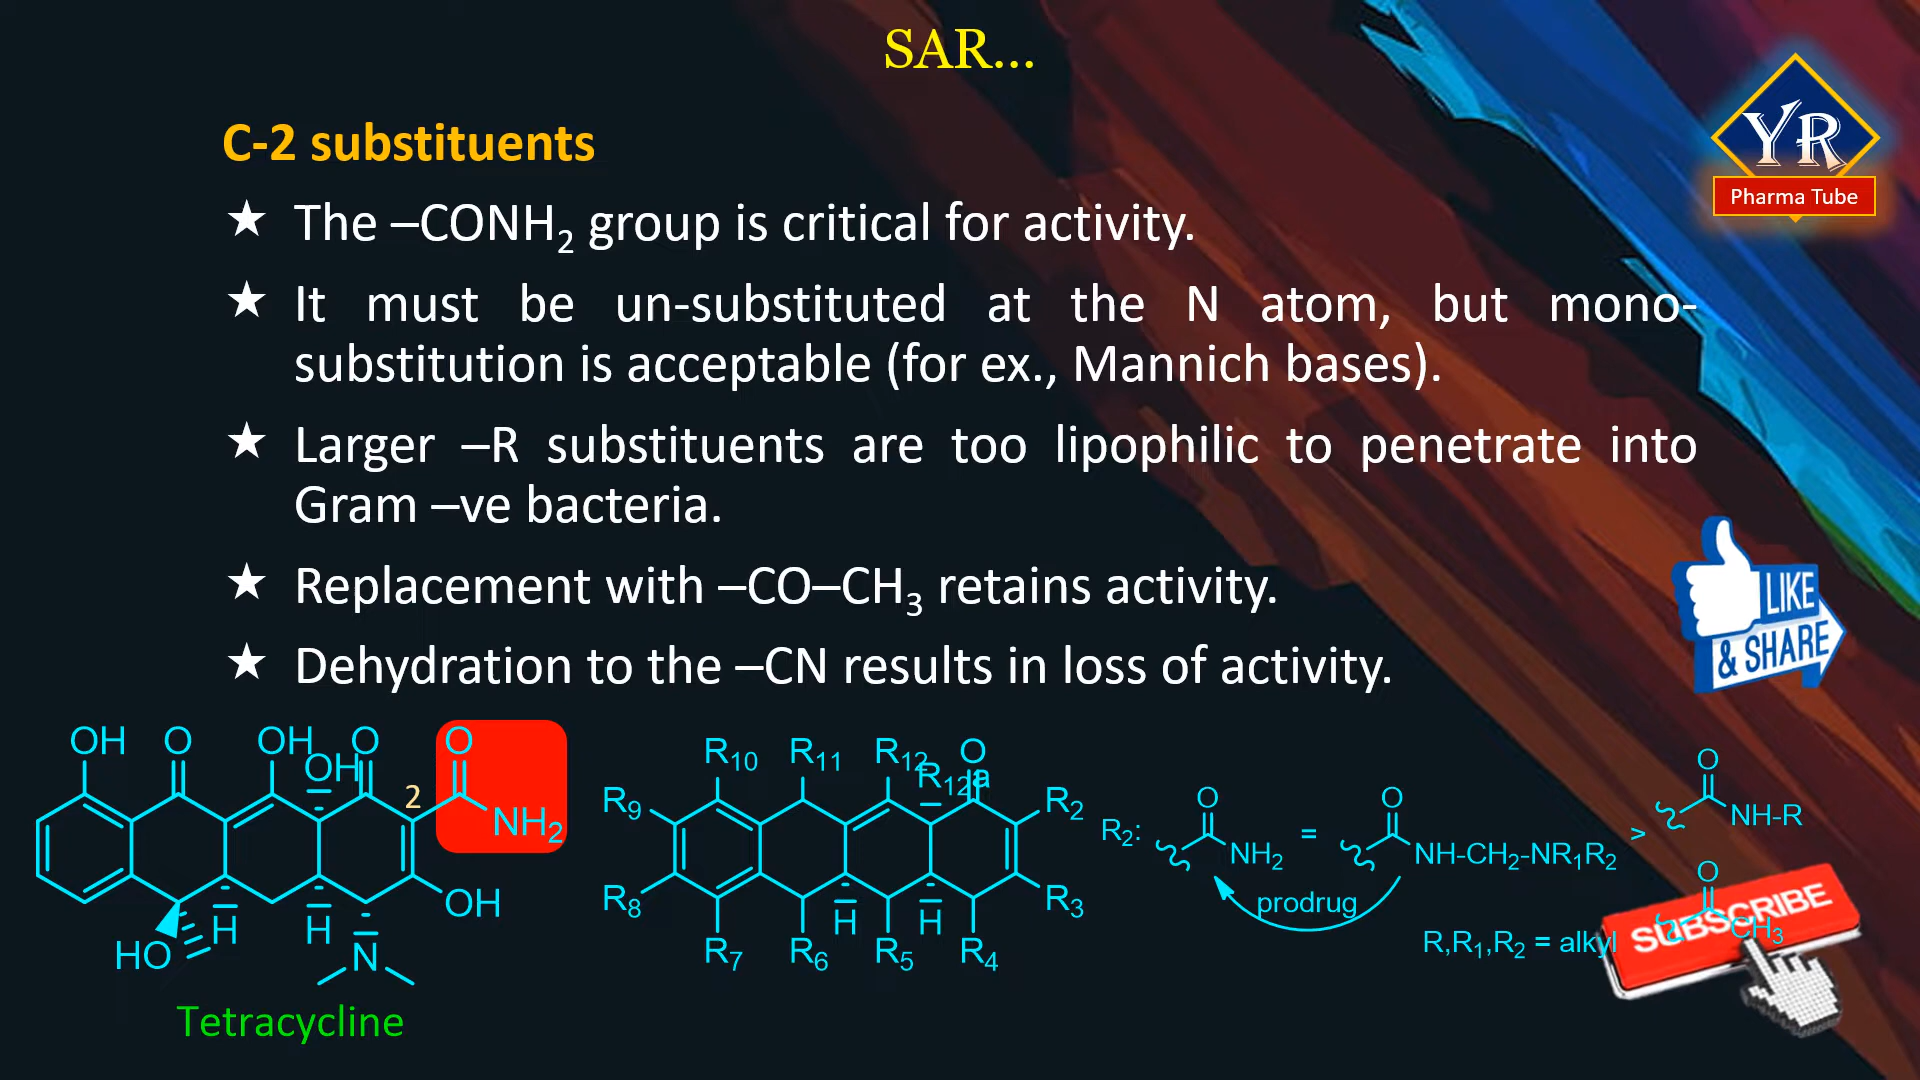 SAR...
YR
Pharma Tube
C-2 substituents
★ The –CONH₂ group is critical for activity.
★ It must be un-substituted at the N atom, but mono-
substitution is acceptable (for ex., Mannich bases).
★ Larger –R substituents are too lipophilic to penetrate into
Gram –ve bacteria.
★ Replacement with –CO–CH₃ retains activity.
★ Dehydration to the –CN results in loss of activity.
LIKE
& SHARE
OH O OH OH O O
2
NH₂
OH
HO H H N
Tetracycline
R₁₀ R₁₁ R₁₂ R₁₂ₐ O
R₉ R₂
R₈ R₃
H H
R₇ R₆ R₅ R₄
R₂:
O
NH₂
=
O
NH-CH₂-NR₁R₂
>
O
NH-R
prodrug
O
CH₃
R,R₁,R₂ = alkyl
SUBSCRIBE